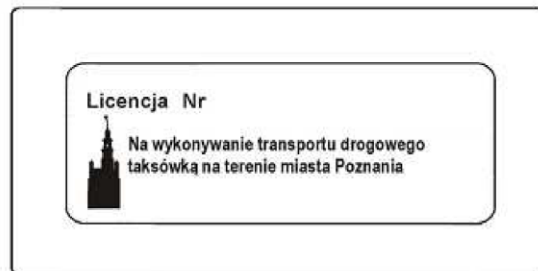 Licencja Nr
Na wykonywanie transportu drogowego
taksówką na terenie miasta Poznania